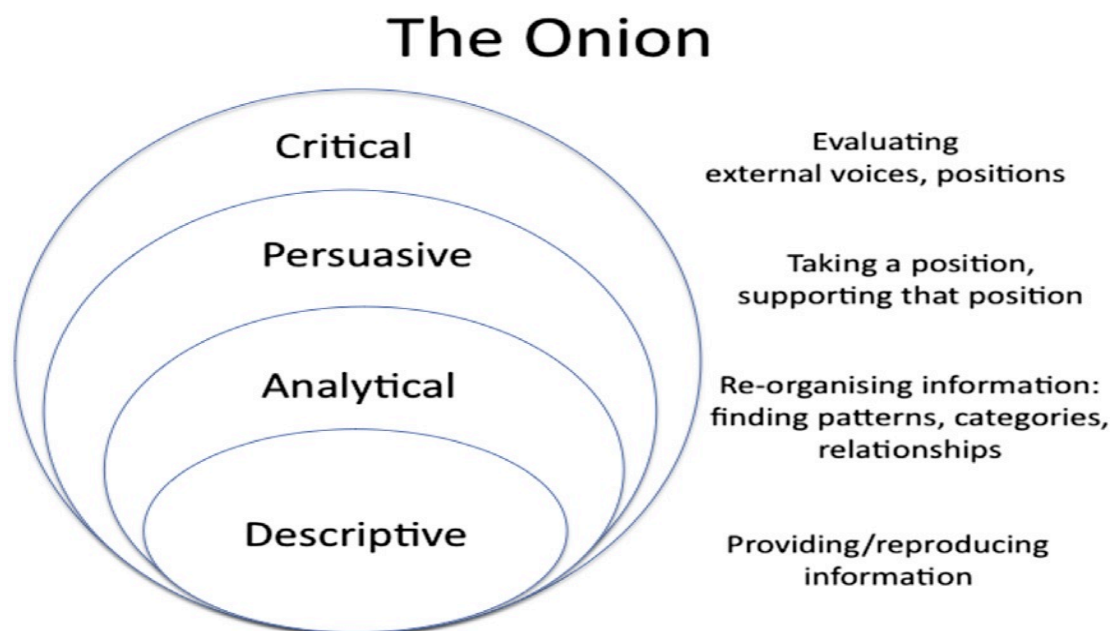 The Onion
Critical
Evaluating
external voices, positions
Persuasive
Taking a position,
supporting that position
Analytical
Re-organising information:
finding patterns, categories,
relationships
Descriptive
Providing/reproducing
information